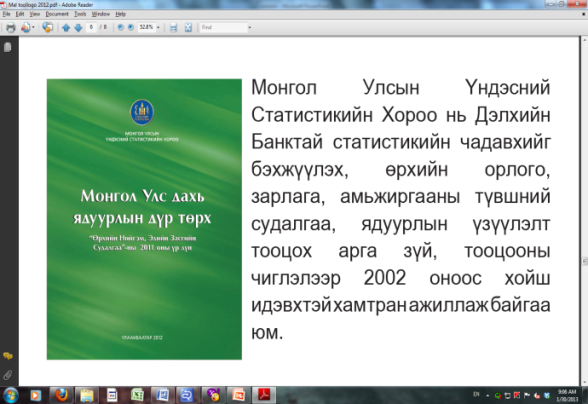 Mal toollogo 2012.pdf - Adobe Reader
File Edit View Document Tools Window Help
6 / 8 52.8% Find
МОНГОЛ УЛСЫН
ҮНДЭСНИЙ СТАТИСТИКИЙН ХОРОО
Монгол Улс дахь
ядуурлын дүр төрх
"Өрхийн Нийгэм, Эдийн Засгийн
Судалгаа"-ны 2011 оны үр дүн
УЛААНБААТАР 2012
Монгол Улсын Үндэсний
Статистикийн Хороо нь Дэлхийн
Банктай статистикийн чадавхийг
бэхжүүлэх, өрхийн орлого,
зарлага, амьжиргааны түвшний
судалгаа, ядуурлын үзүүлэлт
тооцох арга зүй, тооцооны
чиглэлээр 2002 оноос хойш
идэвхтэй хамтран ажиллаж байгаа
юм.
EN
9:06 AM
1/30/2013